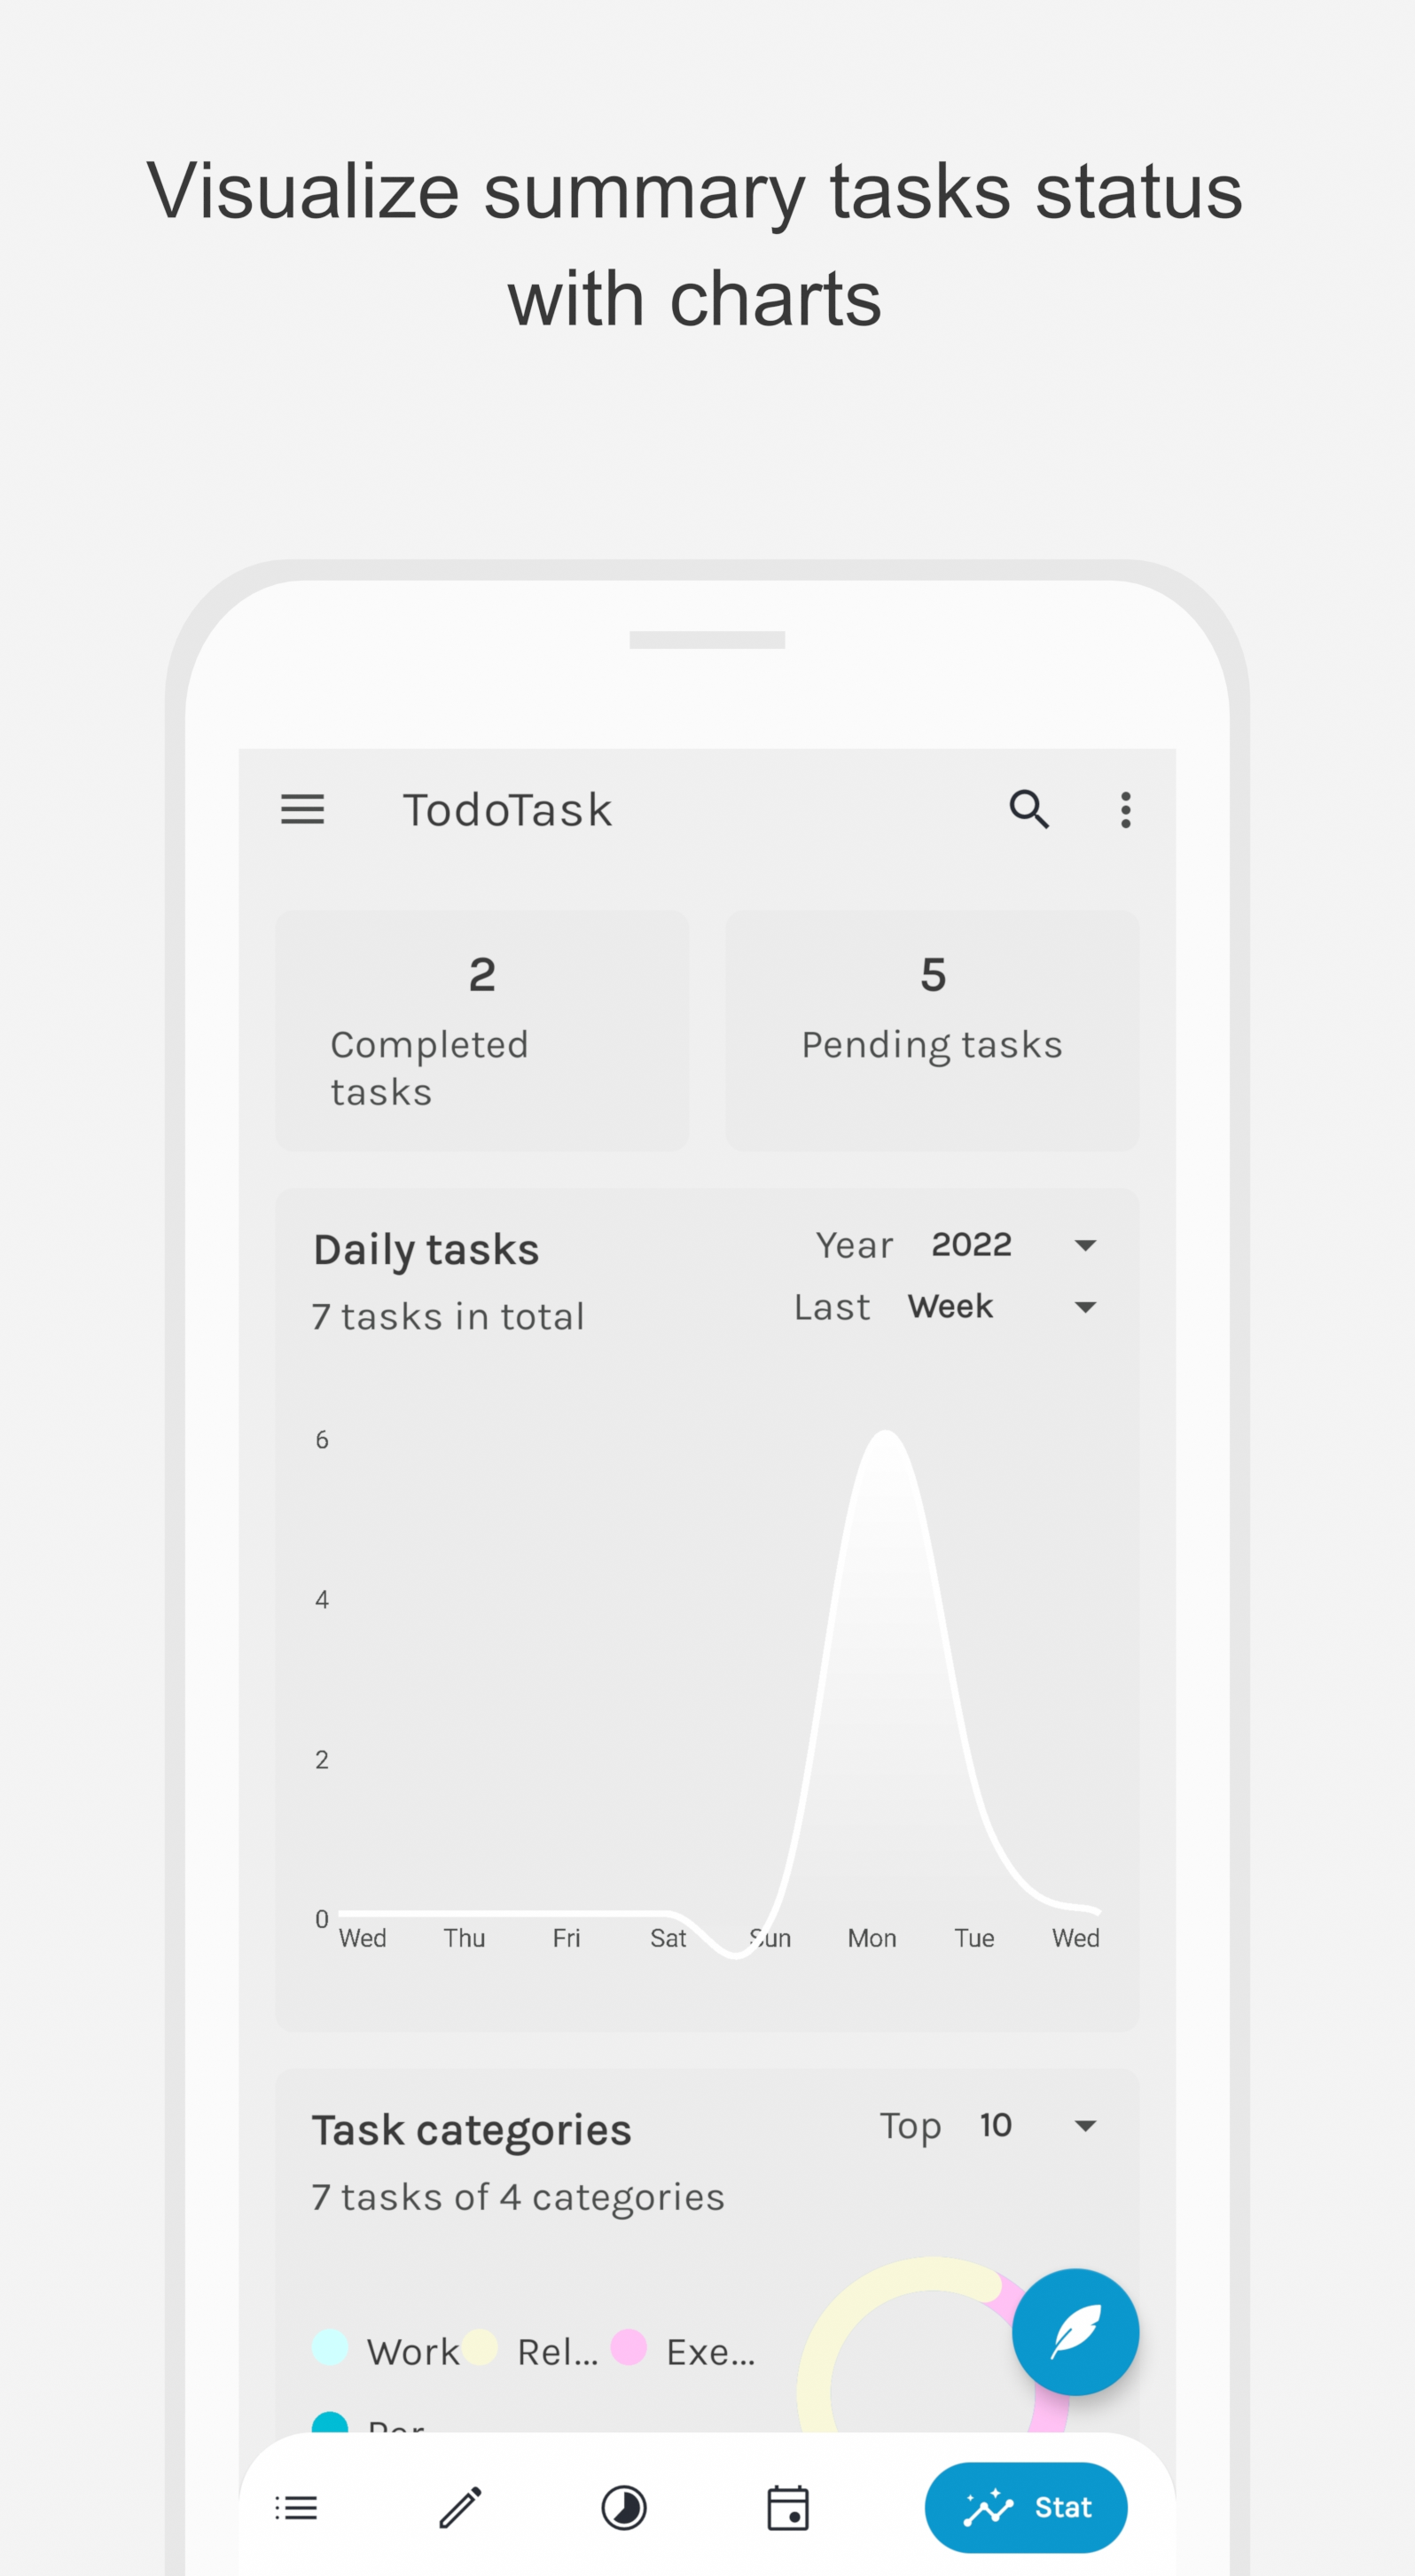 Visualize summary tasks status
with charts
TodoTask
2
Completed
tasks
5
Pending tasks
Daily tasks
Year 2022
7 tasks in total
Last Week
6
4
2
0
Wed Thu Fri Sat Sun Mon Tue Wed
Task categories
Top 10
7 tasks of 4 categories
Work Rel... Exe...
Stat